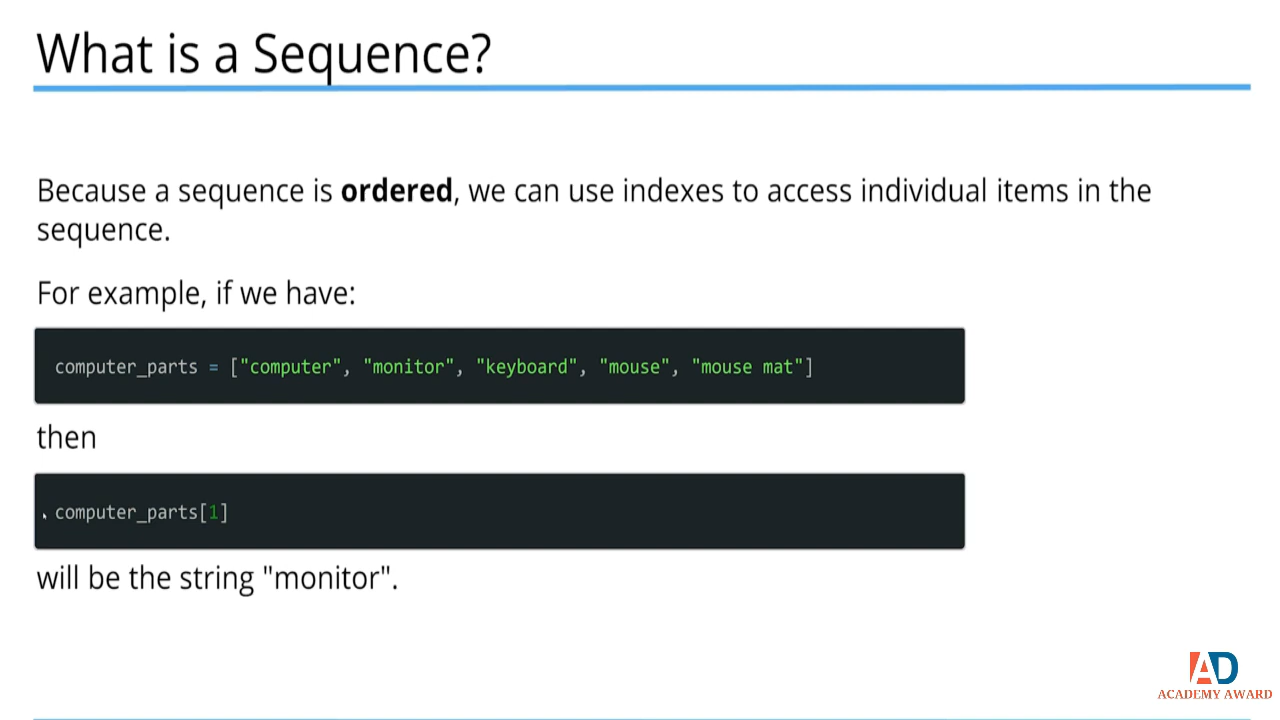 What is a Sequence?
Because a sequence is ordered, we can use indexes to access individual items in the
sequence.
For example, if we have:
computer_parts = ["computer", "monitor", "keyboard", "mouse", "mouse mat"]
then
computer_parts[1]
will be the string "monitor".
AD
ACADEMY AWARD